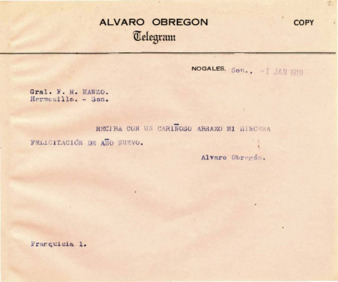 ALVARO OBREGON
COPY
Telegram
NOGALES, Son., -1 JAN
Gral. F. R. MANZO.
Hermosillo. - Son.
RECIBA CON UN CARIÑOSO ABRAZO MI SINCERA
FELICITACIÓN DE AÑO NUEVO.
Alvaro Obregón.
Franquicia 1.